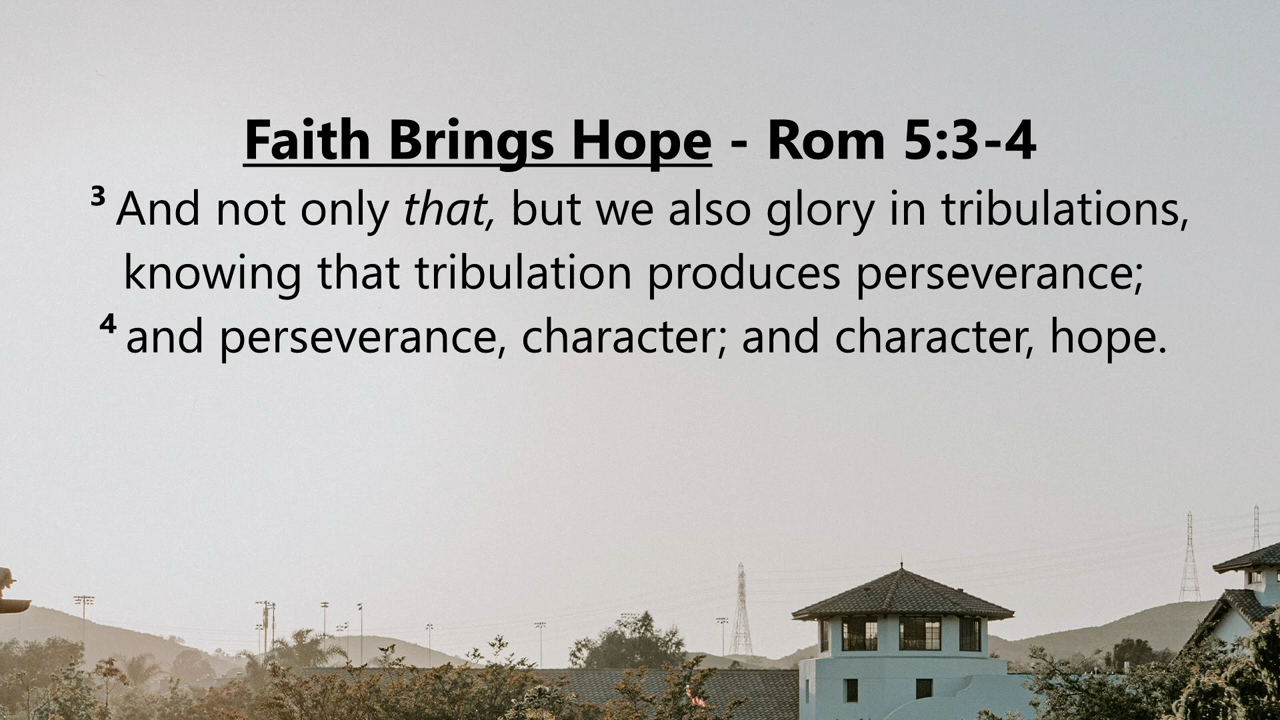 Faith Brings Hope - Rom 5:3-4
³ And not only that, but we also glory in tribulations,
knowing that tribulation produces perseverance;
⁴ and perseverance, character; and character, hope.